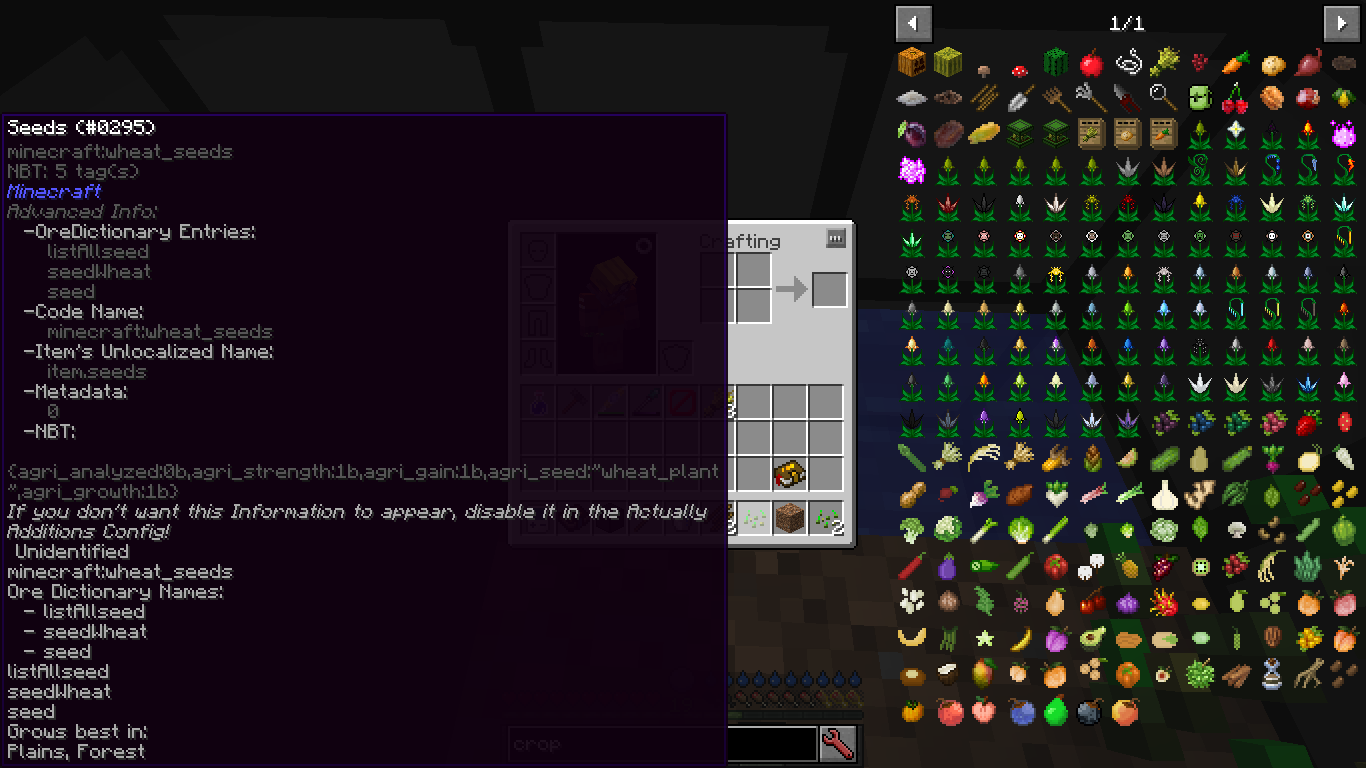 1/1
Seeds (#0295)
minecraft:wheat_seeds
NBT: 5 tag(s)
Minecraft
Advanced Info:
-OreDictionary Entries:
listAllseed
seedWheat
seed
-Code Name:
minecraft:wheat_seeds
-Item's Unlocalized Name:
item.seeds
-Metadata:
0
-NBT:
{agri_analyzed:0b,agri_strength:1b,agri_gain:1b,agri_seed:"wheat_plant
",agri_growth:1b}
If you don't want this Information to appear, disable it in the Actually
Additions Config!
Unidentified
minecraft:wheat_seeds
Ore Dictionary Names:
- listAllseed
- seedWheat
- seed
listAllseed
seedWheat
seed
Grows best in:
Plains, Forest
Crafting
2
crop